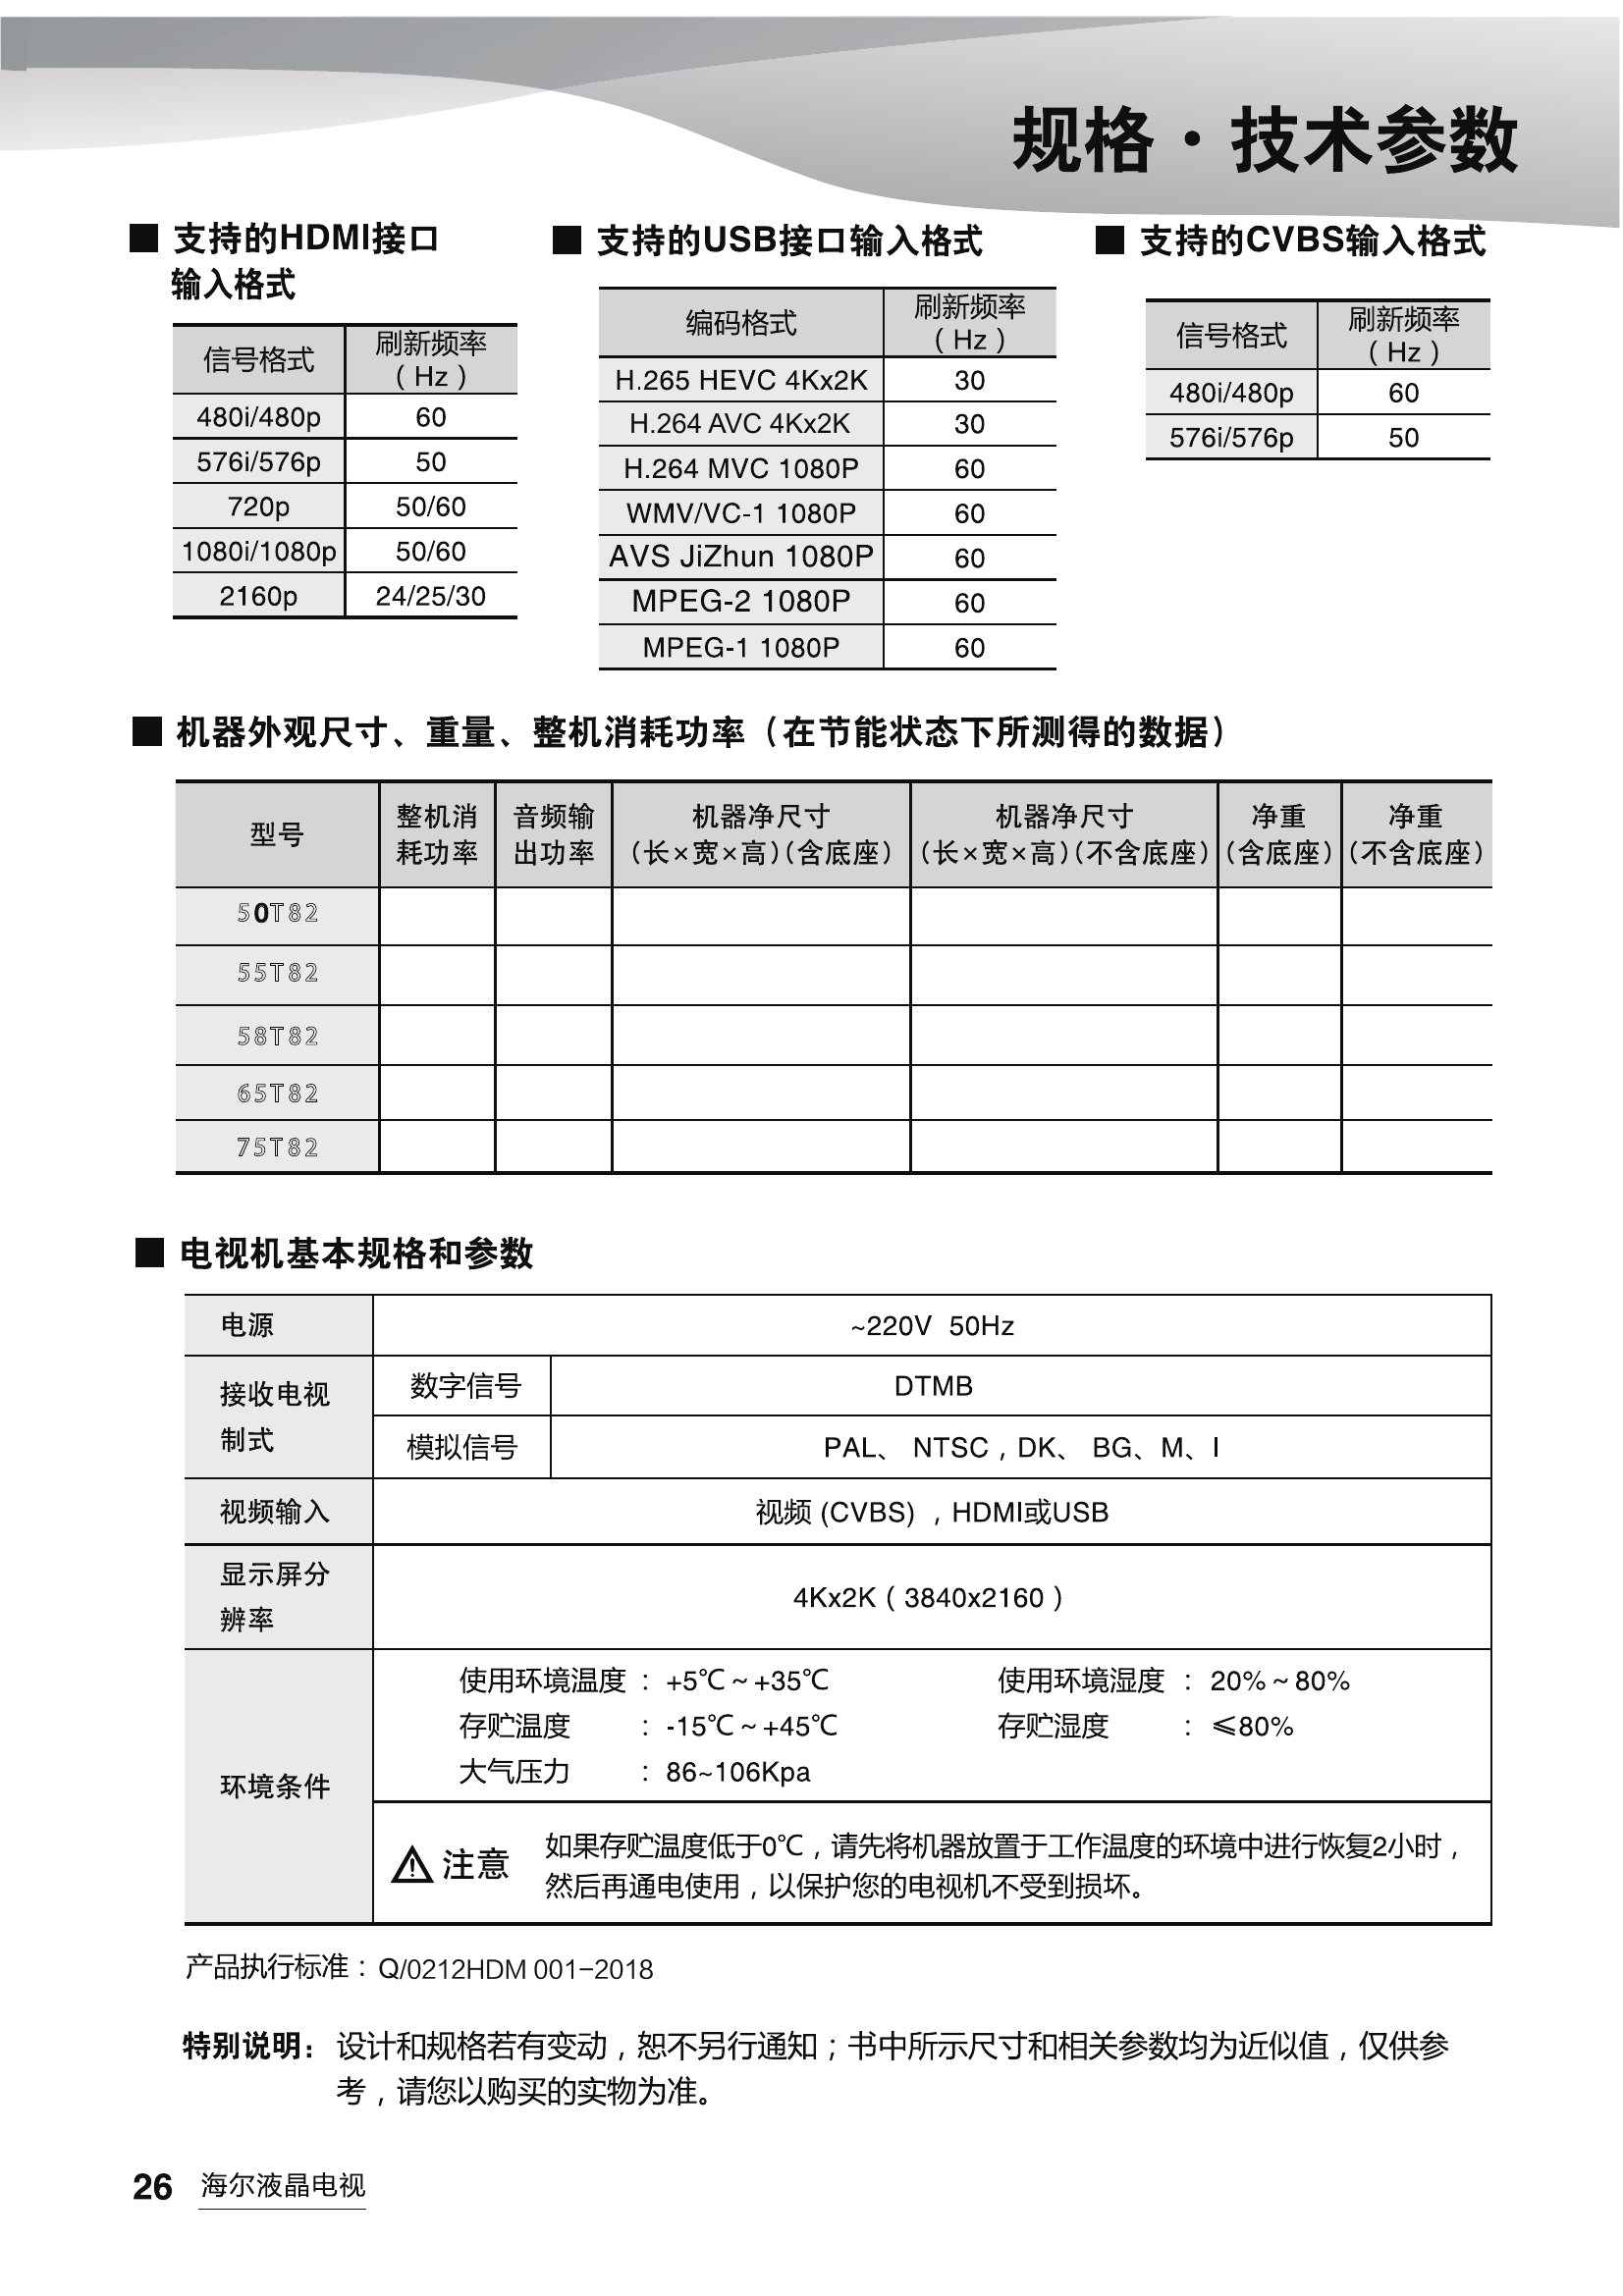 规格·技术参数
■ 支持的HDMI接口
输入格式
信号格式 刷新频率
（Hz）
480i/480p 60
576i/576p 50
720p 50/60
1080i/1080p 50/60
2160p 24/25/30
■ 支持的USB接口输入格式
编码格式 刷新频率
（Hz）
H.265 HEVC 4Kx2K 30
H.264 AVC 4Kx2K 30
H.264 MVC 1080P 60
WMV/VC-1 1080P 60
AVS JiZhun 1080P 60
MPEG-2 1080P 60
MPEG-1 1080P 60
■ 支持的CVBS输入格式
信号格式 刷新频率
（Hz）
480i/480p 60
576i/576p 50
■ 机器外观尺寸、重量、整机消耗功率（在节能状态下所测得的数据）
型号 整机消 音频输 机器净尺寸 机器净尺寸 净重 净重
耗功率 出功率 （长×宽×高）（含底座） （长×宽×高）（不含底座） （含底座） （不含底座）
50T82
55T82
58T82
65T82
75T82
■ 电视机基本规格和参数
电源 ~220V 50Hz
接收电视
制式
数字信号 DTMB
模拟信号 PAL、 NTSC，DK、 BG、M、I
视频输入 视频 (CVBS) ，HDMI或USB
显示屏分
辨率
4Kx2K（3840x2160）
环境条件
使用环境温度 ：+5℃～+35℃ 使用环境湿度 ：20%～80%
存贮温度 ：-15℃～+45℃ 存贮湿度 ：≤80%
大气压力 ：86~106Kpa
注意
如果存贮温度低于0℃，请先将机器放置于工作温度的环境中进行恢复2小时，
然后再通电使用，以保护您的电视机不受到损坏。
产品执行标准：Q/0212HDM 001-2018
特别说明：设计和规格若有变动，恕不另行通知；书中所示尺寸和相关参数均为近似值，仅供参
考，请您以购买的实物为准。
26 海尔液晶电视